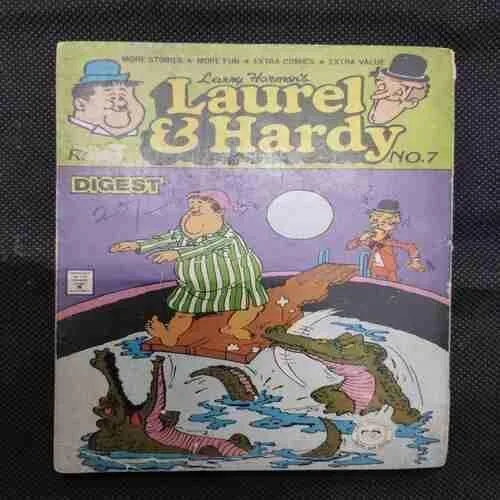 MORE STORIES ★ MORE FUN ★ EXTRA COMICS ★ EXTRA VALUE
Larry Harmon's
Laurel
& Hardy
NO.7
DIGEST